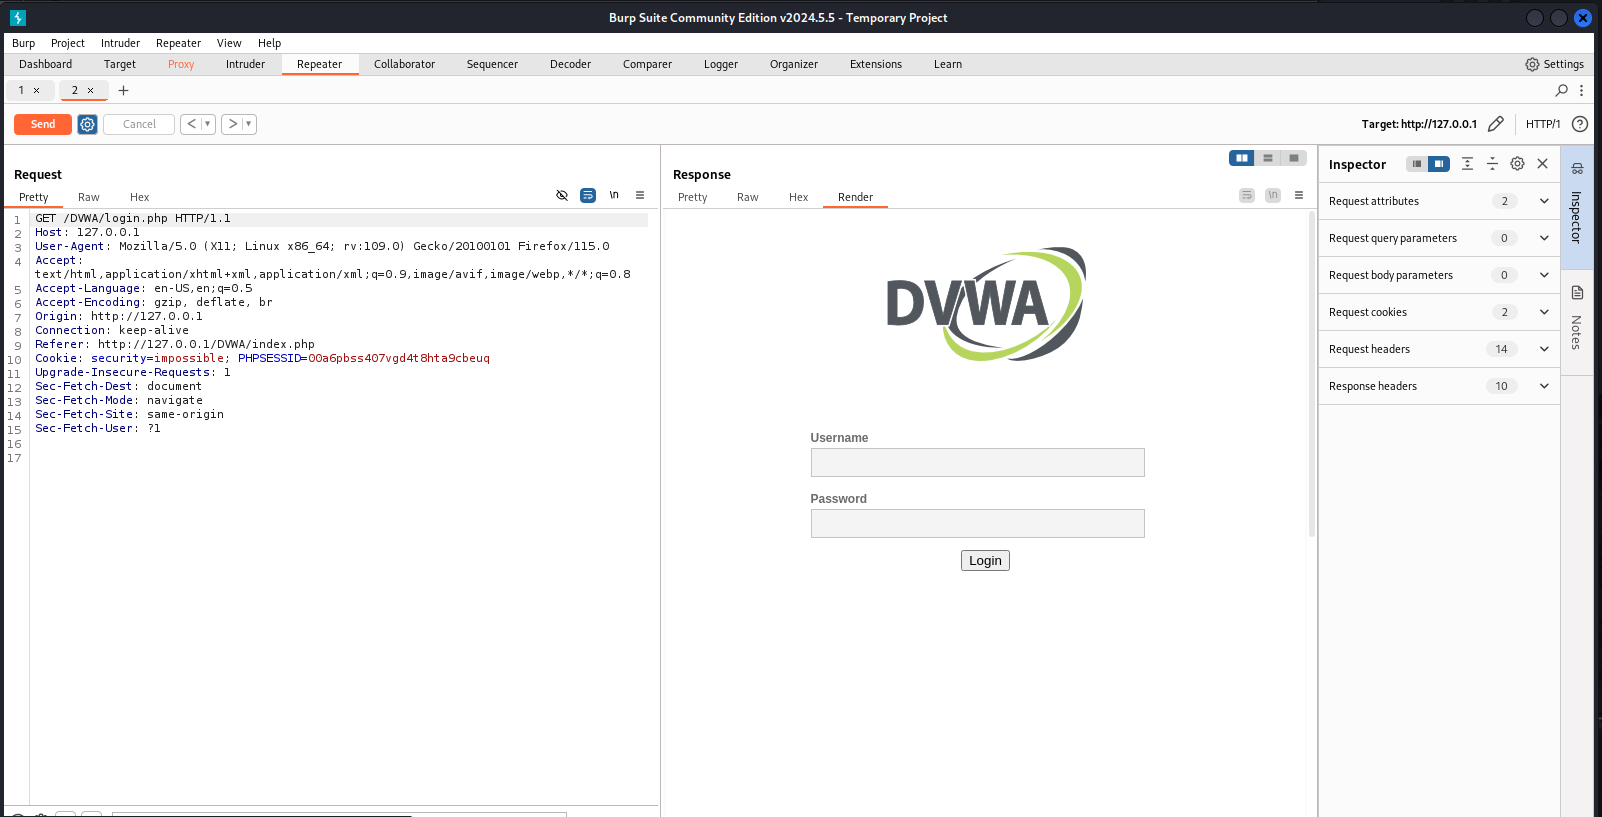 Burp Suite Community Edition v2024.5.5 - Temporary Project
Burp Project Intruder Repeater View Help
Dashboard Target Proxy Intruder Repeater Collaborator Sequencer Decoder Comparer Logger Organizer Extensions Learn Settings
1 × 2 × +
Send Cancel < > Target: http://127.0.0.1 HTTP/1 ?
Request
Pretty Raw Hex \n
1 GET /DVWA/login.php HTTP/1.1
2 Host: 127.0.0.1
3 User-Agent: Mozilla/5.0 (X11; Linux x86_64; rv:109.0) Gecko/20100101 Firefox/115.0
4 Accept:
text/html,application/xhtml+xml,application/xml;q=0.9,image/avif,image/webp,*/*;q=0.8
5 Accept-Language: en-US,en;q=0.5
6 Accept-Encoding: gzip, deflate, br
7 Origin: http://127.0.0.1
8 Connection: keep-alive
9 Referer: http://127.0.0.1/DVWA/index.php
10 Cookie: security=impossible; PHPSESSID=00a6pbss407vgd4t8hta9cbeuq
11 Upgrade-Insecure-Requests: 1
12 Sec-Fetch-Dest: document
13 Sec-Fetch-Mode: navigate
14 Sec-Fetch-Site: same-origin
15 Sec-Fetch-User: ?1
16
17
Response
Pretty Raw Hex Render \n
DVWA
Username
Password
Login
Inspector
Request attributes 2
Request query parameters 0
Request body parameters 0
Request cookies 2
Request headers 14
Response headers 10
Inspector
Notes